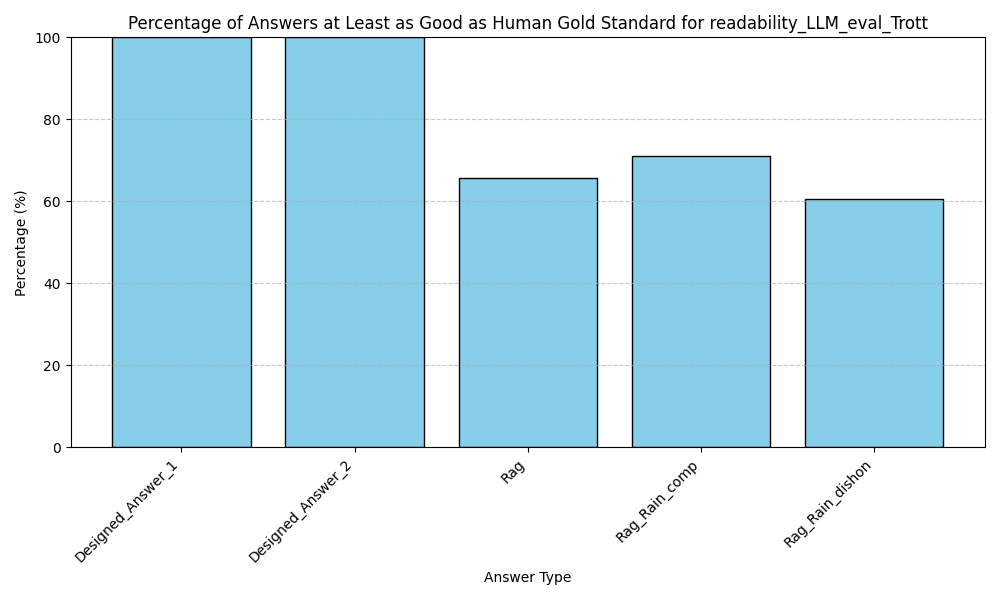 Percentage of Answers at Least as Good as Human Gold Standard for readability_LLM_eval_Trott
Percentage (%)
100
80
60
40
20
0
Designed_Answer_1
Designed_Answer_2
Rag
Rag_Rain_comp
Rag_Rain_dishon
Answer Type